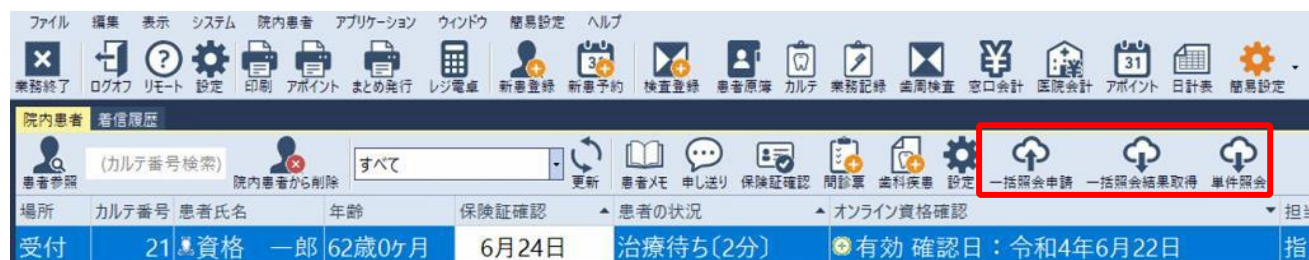 ファイル 編集 表示 システム 院内患者 アプリケーション ウィンドウ 簡易設定 ヘルプ
業務終了 ログオフ リモート 設定 印刷 アポイント まとめ発行 レジ電卓 新患登録 新患予約 検査登録 患者原簿 カルテ 業務記録 歯周検査 窓口会計 医院会計 アポイント 日計表 簡易設定
院内患者 着信履歴
(カルテ番号検索) すべて
患者参照 院内患者から削除 更新 患者メモ 申し送り 保険証確認 問診票 歯科疾患 設定 一括照会申請 一括照会結果取得 単件照会
場所 カルテ番号 患者氏名 年齢 保険証確認 患者の状況 オンライン資格確認 担当
受付 21 資格 一郎 62歳0ヶ月 6月24日 治療待ち〔2分〕 有効 確認日：令和4年6月22日 指